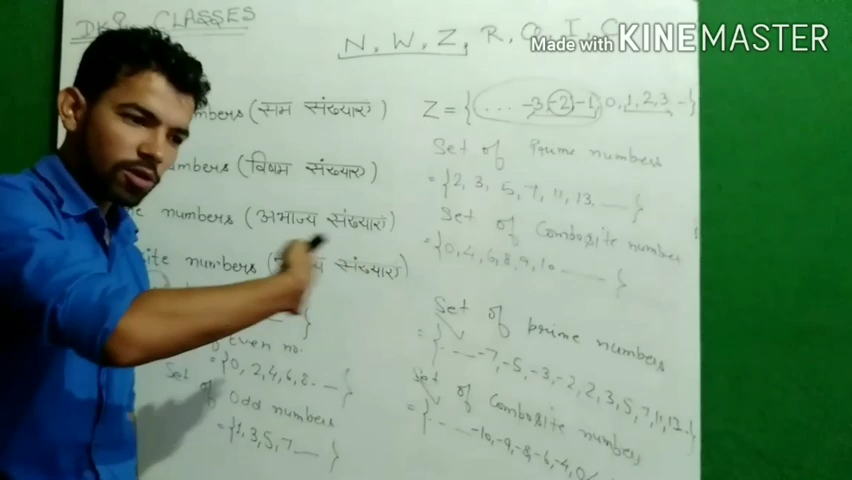 DKS CLASSES
N, W, Z, R, Q, I, C
Made with KINEMASTER
mbers (सम संख्याएं)
Z = { ... -3, -2, -1, 0, 1, 2, 3, - }
umbers (विषम संख्याएं)
Set of Prime numbers
= {2, 3, 5, 7, 11, 13. — }
me numbers (अभाज्य संख्याएं)
Set of Composite numbers
= {0, 4, 6, 8, 9, 10 — }
ite numbers ( ज्य संख्याएं)
Set of prime numbers
= { ... -7, -5, -3, -2, 2, 3, 5, 7, 11, 13. }
of even no.
= {0, 2, 4, 6, 8. — }
Set of Odd numbers
= {1, 3, 5, 7 — }
Set of Composite numbers
= { ... -10, -9, -8, -6, -4, 0,